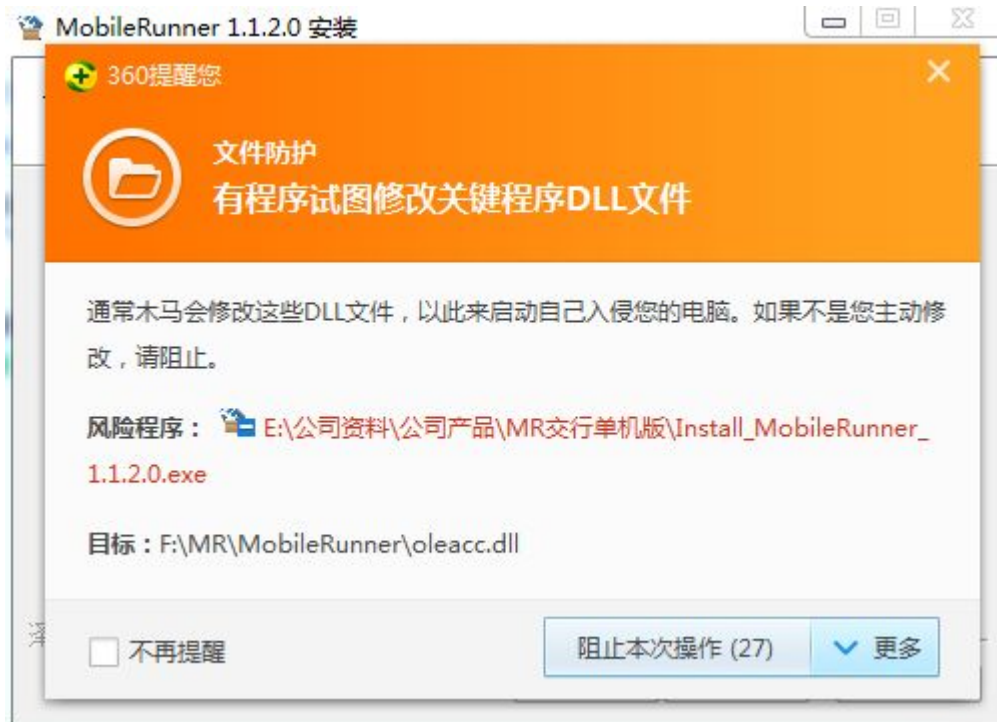 MobileRunner 1.1.2.0 安装
360提醒您
文件防护
有程序试图修改关键程序DLL文件
通常木马会修改这些DLL文件，以此来启动自己入侵您的电脑。如果不是您主动修
改，请阻止。
风险程序： E:\公司资料\公司产品\MR交行单机版\Install_MobileRunner_
1.1.2.0.exe
目标：F:\MR\MobileRunner\oleacc.dll
不再提醒
阻止本次操作 (27)
更多